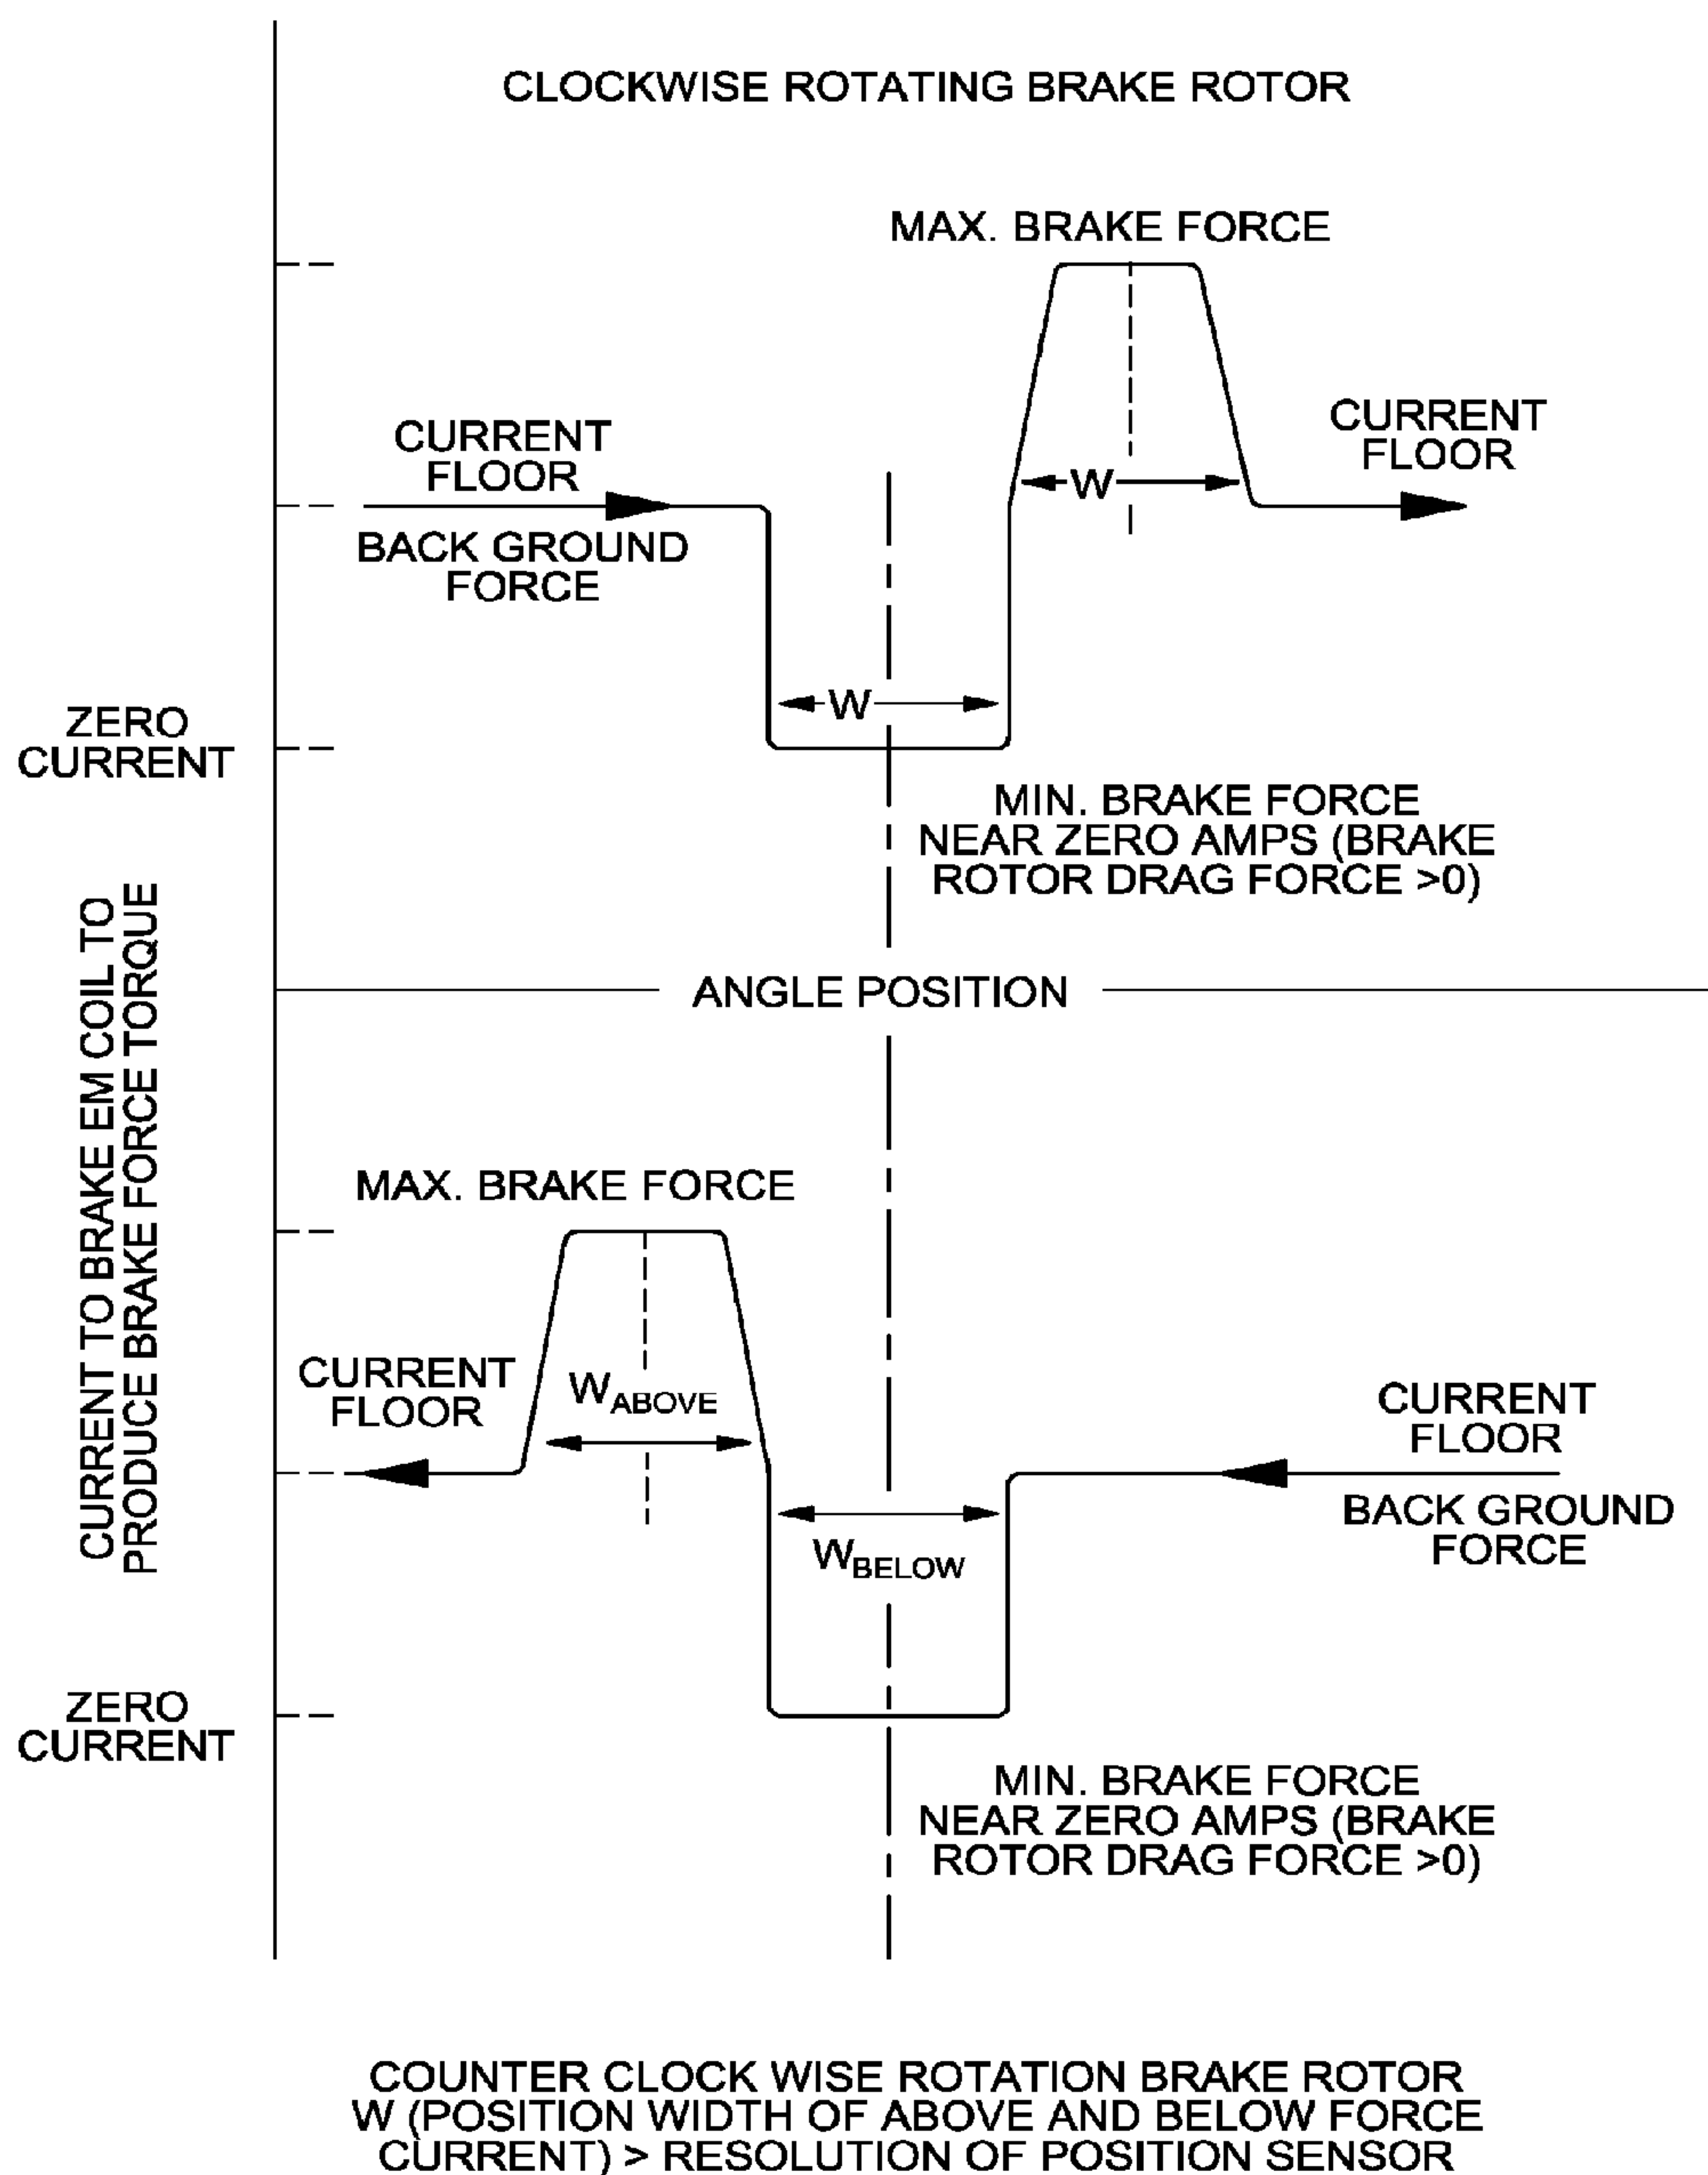 CLOCKWISE ROTATING BRAKE ROTOR
MAX. BRAKE FORCE
CURRENT
FLOOR
CURRENT
FLOOR
W
BACK GROUND
FORCE
W
ZERO
CURRENT
MIN. BRAKE FORCE
NEAR ZERO AMPS (BRAKE
ROTOR DRAG FORCE >0)
CURRENT TO BRAKE EM COIL TO
PRODUCE BRAKE FORCE TORQUE
ANGLE POSITION
MAX. BRAKE FORCE
CURRENT
FLOOR
WABOVE
CURRENT
FLOOR
BACK GROUND
FORCE
WBELOW
ZERO
CURRENT
MIN. BRAKE FORCE
NEAR ZERO AMPS (BRAKE
ROTOR DRAG FORCE >0)
COUNTER CLOCK WISE ROTATION BRAKE ROTOR
W (POSITION WIDTH OF ABOVE AND BELOW FORCE
CURRENT) > RESOLUTION OF POSITION SENSOR